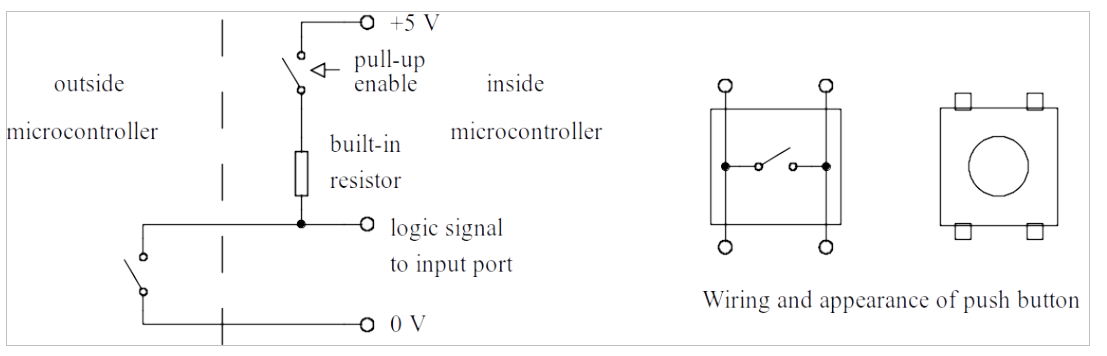 +5 V
pull-up
enable
outside
microcontroller
inside
microcontroller
built-in
resistor
logic signal
to input port
0 V
Wiring and appearance of push button